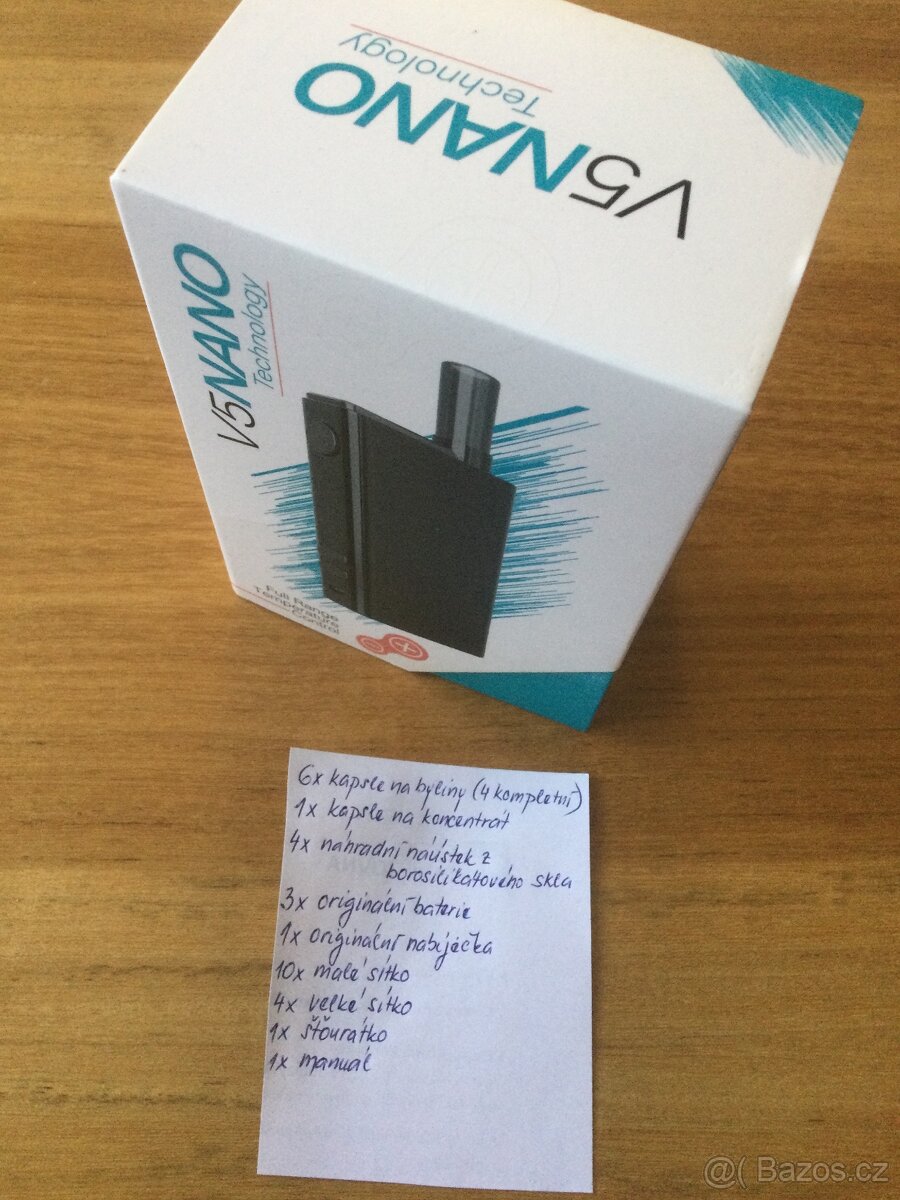 V5NANO
Technology
V5NANO
Technology
Full Range
Temperature
Control
6x kapsle na byliny (4 kompletní)
1x kapsle na koncentrát
4x náhradní náústek z
borosilikátového skla
3x originální baterie
1x originální nabíječka
10x malé sítko
4x velké sítko
1x šťourátko
1x manuál
@( Bazos.cz